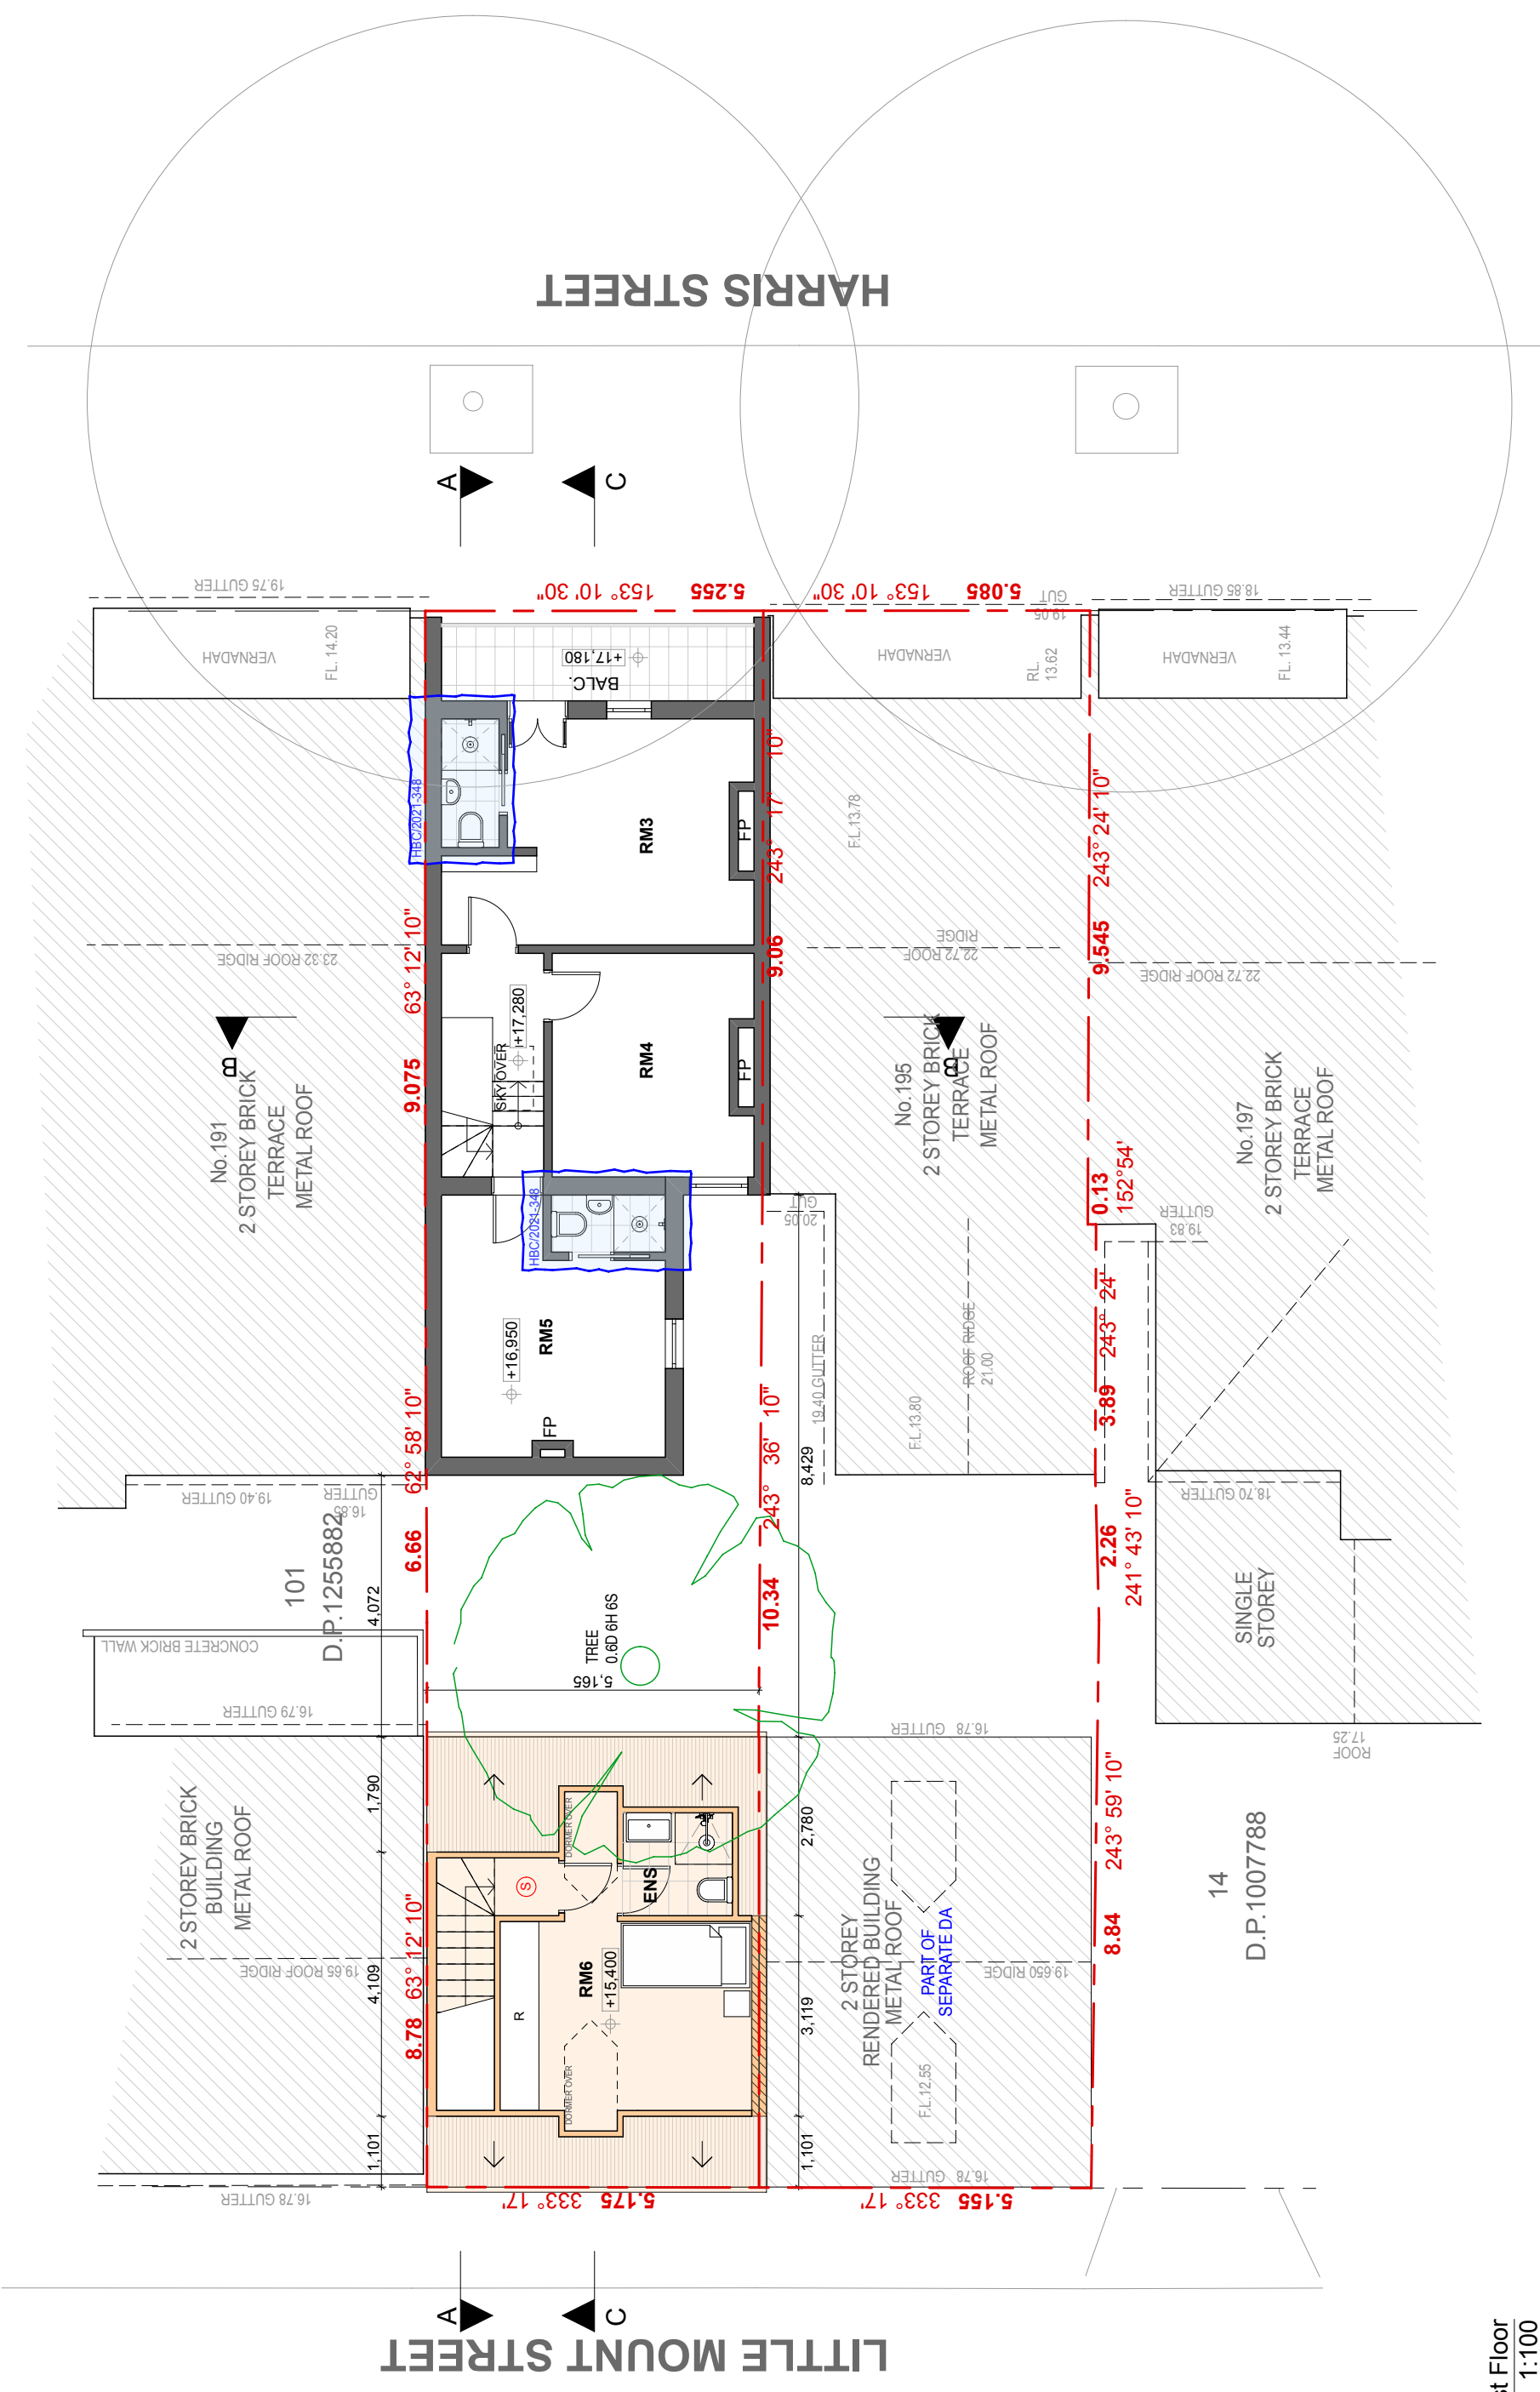 HARRIS STREET
A
C
19.75 GUTTER
153° 10' 30"
5.255
153° 10' 30"
5.085
GUT
19.05
18.85 GUTTER
VERNADAH
FL. 14.20
+17,180
BALC.
VERNADAH
RL.
13.62
VERNADAH
FL. 13.44
HBC/2021-348
RM3
FP
243° 17' 10"
9.06
F.L.13.78
243° 24' 10"
9.545
63° 12' 10"
9.075
23.32 ROOF RIDGE
RIDGE
22.72 ROOF
22.72 ROOF RIDGE
B
No.191
2 STOREY BRICK
TERRACE
METAL ROOF
SKY OVER
+17,280
RM4
FP
No.195
2 STOREY BRICK
TERRACE
METAL ROOF
B
No.197
2 STOREY BRICK
TERRACE
METAL ROOF
0.13
152°54'
GUTTER
19.83
HBC/2021-348
GUT
20.05
RM5
+16,950
FP
62° 58' 10"
6.66
19.40 GUTTER
GUTTER
16.85
19.40 GUTTER
ROOF RIDGE
21.00
F.L.13.80
243° 24'
3.89
8,429
243° 36' 10"
10.34
18.70 GUTTER
2.26
241° 43' 10"
101
D.P.1255882
4,072
CONCRETE BRICK WALL
16.79 GUTTER
TREE
0.6D 6H 6S
5,165
SINGLE
STOREY
ROOF
17.25
16.78 GUTTER
2 STOREY BRICK
BUILDING
METAL ROOF
1,790
DORMER OVER
ENS
S
2,780
243° 59' 10"
8.84
14
D.P.1007788
19.65 ROOF RIDGE
4,109
63° 12' 10"
8.78
R
RM6
+15,400
DORMER OVER
3,119
2 STOREY
RENDERED BUILDING
METAL ROOF
PART OF
SEPARATE DA
19.650 RIDGE
F.L.12.55
1,101
1,101
16.78 GUTTER
16.78 GUTTER
333° 17'
5.175
333° 17'
5.155
A
C
LITTLE MOUNT STREET
st Floor
1:100